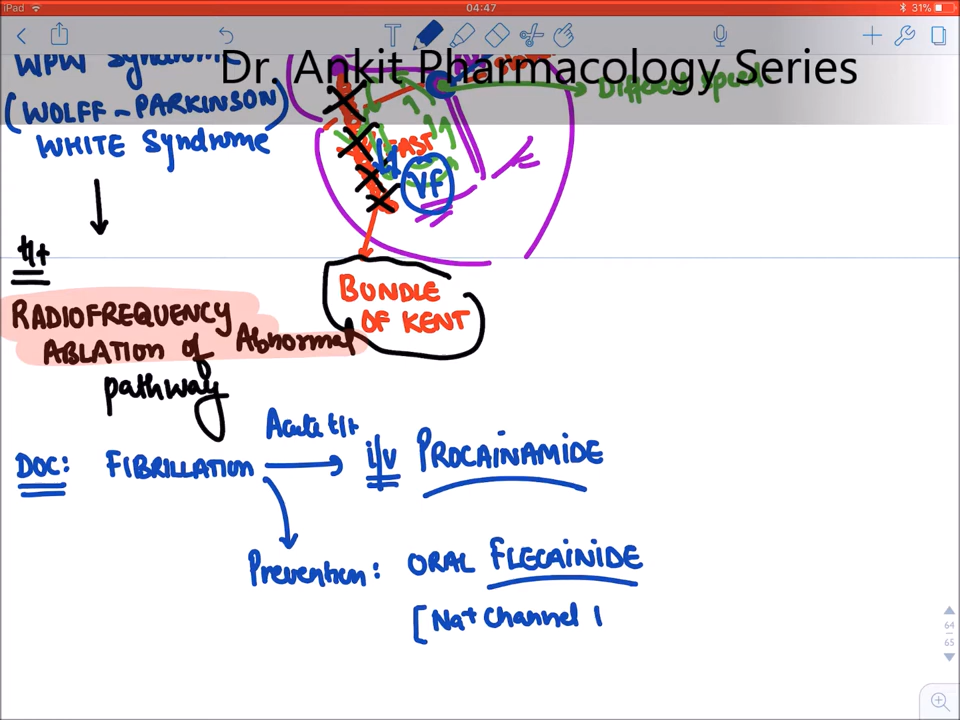 iPad
04:47
31%
Dr. Ankit Pharmacology Series
WPW Syndrome
(WOLFF-PARKINSON)
WHITE Syndrome
FAST
VF
t/t
BUNDLE
OF KENT
RADIOFREQUENCY
ABLATION of Abnormal
pathway
Acute t/t
DOC: FIBRILLATION → i/v PROCAINAMIDE
Prevention: ORAL FLECAINIDE
[Na+ Channel
64
65